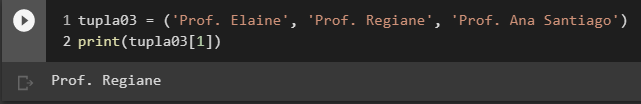 1 tupla03 = ('Prof. Elaine', 'Prof. Regiane', 'Prof. Ana Santiago')
2 print(tupla03[1])
Prof. Regiane